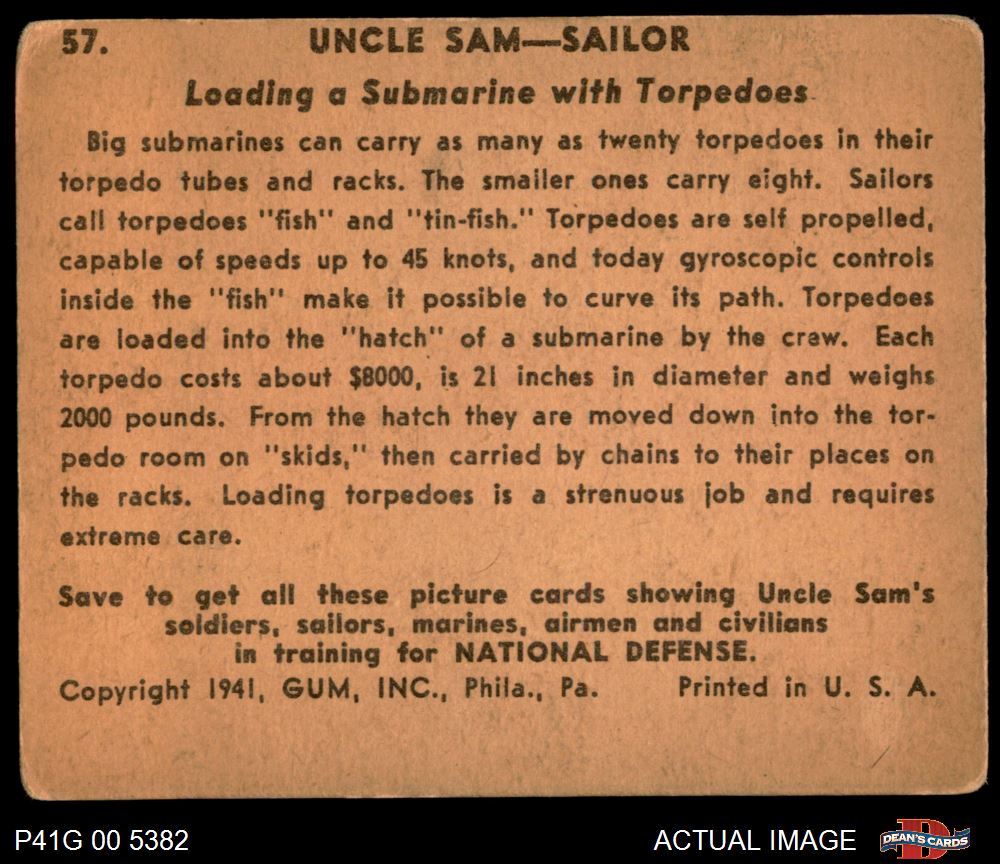 57. UNCLE SAM—SAILOR
Loading a Submarine with Torpedoes
Big submarines can carry as many as twenty torpedoes in their
torpedo tubes and racks. The smaller ones carry eight. Sailors
call torpedoes "fish" and "tin-fish." Torpedoes are self propelled,
capable of speeds up to 45 knots, and today gyroscopic controls
inside the "fish" make it possible to curve its path. Torpedoes
are loaded into the "hatch" of a submarine by the crew. Each
torpedo costs about $8000, is 21 inches in diameter and weighs
2000 pounds. From the hatch they are moved down into the tor-
pedo room on "skids," then carried by chains to their places on
the racks. Loading torpedoes is a strenuous job and requires
extreme care.
Save to get all these picture cards showing Uncle Sam's
soldiers, sailors, marines, airmen and civilians
in training for NATIONAL DEFENSE.
Copyright 1941, GUM, INC., Phila., Pa. Printed in U. S. A.
P41G 00 5382 ACTUAL IMAGE DEAN'S CARDS